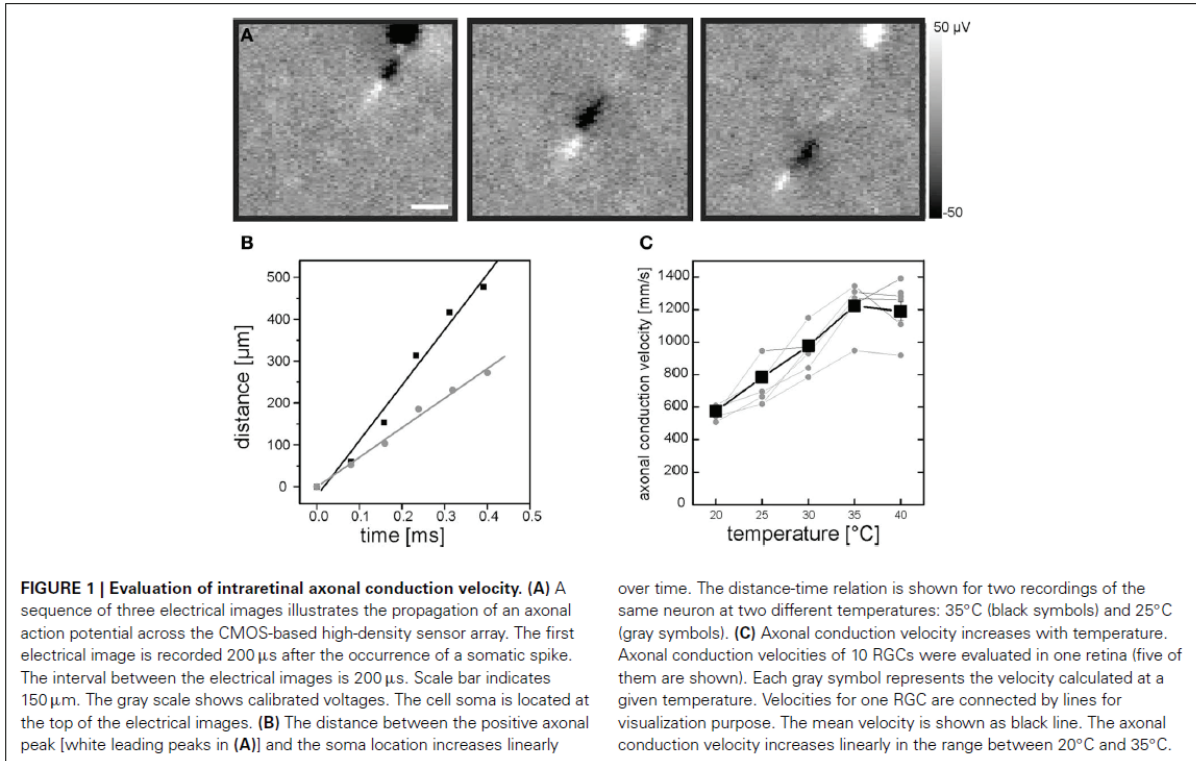 A
50 µV
-50
B
C
500
400
300
200
100
0
distance [µm]
0.0 0.1 0.2 0.3 0.4 0.5
time [ms]
1400
1200
1000
800
600
400
200
0
axonal conduction velocity [mm/s]
20 25 30 35 40
temperature [°C]
FIGURE 1 | Evaluation of intraretinal axonal conduction velocity. (A) A
sequence of three electrical images illustrates the propagation of an axonal
action potential across the CMOS-based high-density sensor array. The first
electrical image is recorded 200 µs after the occurrence of a somatic spike.
The interval between the electrical images is 200 µs. Scale bar indicates
150 µm. The gray scale shows calibrated voltages. The cell soma is located at
the top of the electrical images. (B) The distance between the positive axonal
peak [white leading peaks in (A)] and the soma location increases linearly
over time. The distance-time relation is shown for two recordings of the
same neuron at two different temperatures: 35°C (black symbols) and 25°C
(gray symbols). (C) Axonal conduction velocity increases with temperature.
Axonal conduction velocities of 10 RGCs were evaluated in one retina (five of
them are shown). Each gray symbol represents the velocity calculated at a
given temperature. Velocities for one RGC are connected by lines for
visualization purpose. The mean velocity is shown as black line. The axonal
conduction velocity increases linearly in the range between 20°C and 35°C.